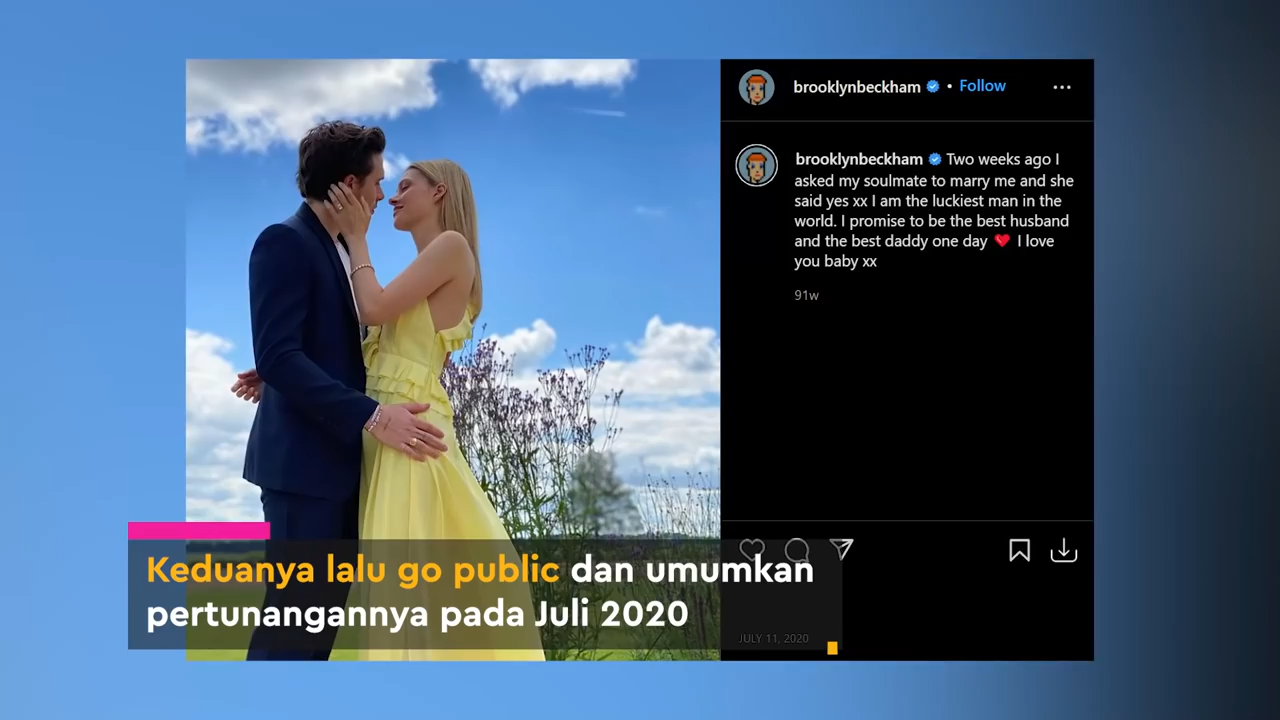 brooklynbeckham • Follow
brooklynbeckham Two weeks ago I
asked my soulmate to marry me and she
said yes xx I am the luckiest man in the
world. I promise to be the best husband
and the best daddy one day ❤️ I love
you baby xx
91w
JULY 11, 2020
Keduanya lalu go public dan umumkan
pertunangannya pada Juli 2020